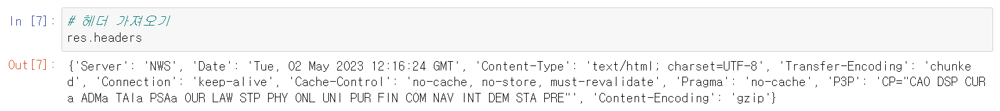 In [7]: # 헤더 가져오기
res.headers
Out[7]: {'Server': 'NWS', 'Date': 'Tue, 02 May 2023 12:16:24 GMT', 'Content-Type': 'text/html; charset=UTF-8', 'Transfer-Encoding': 'chunke
d', 'Connection': 'keep-alive', 'Cache-Control': 'no-cache, no-store, must-revalidate', 'Pragma': 'no-cache', 'P3P': 'CP="CAO DSP CUR
a ADMa TAIa PSAa OUR LAW STP PHY ONL UNI PUR FIN COM NAV INT DEM STA PRE"', 'Content-Encoding': 'gzip'}